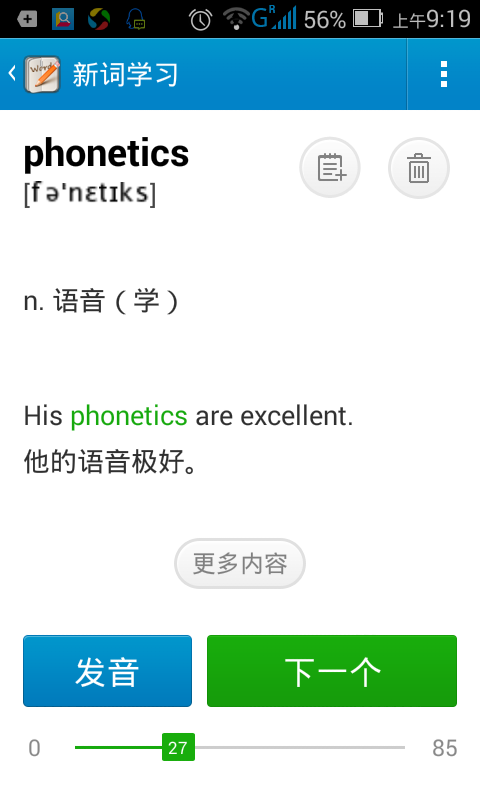 G R 56% 上午9:19
Words 新词学习
phonetics
[fə'nɛtɪks]
n. 语音（学）
His phonetics are excellent.
他的语音极好。
更多内容
发音 下一个
0 27 85